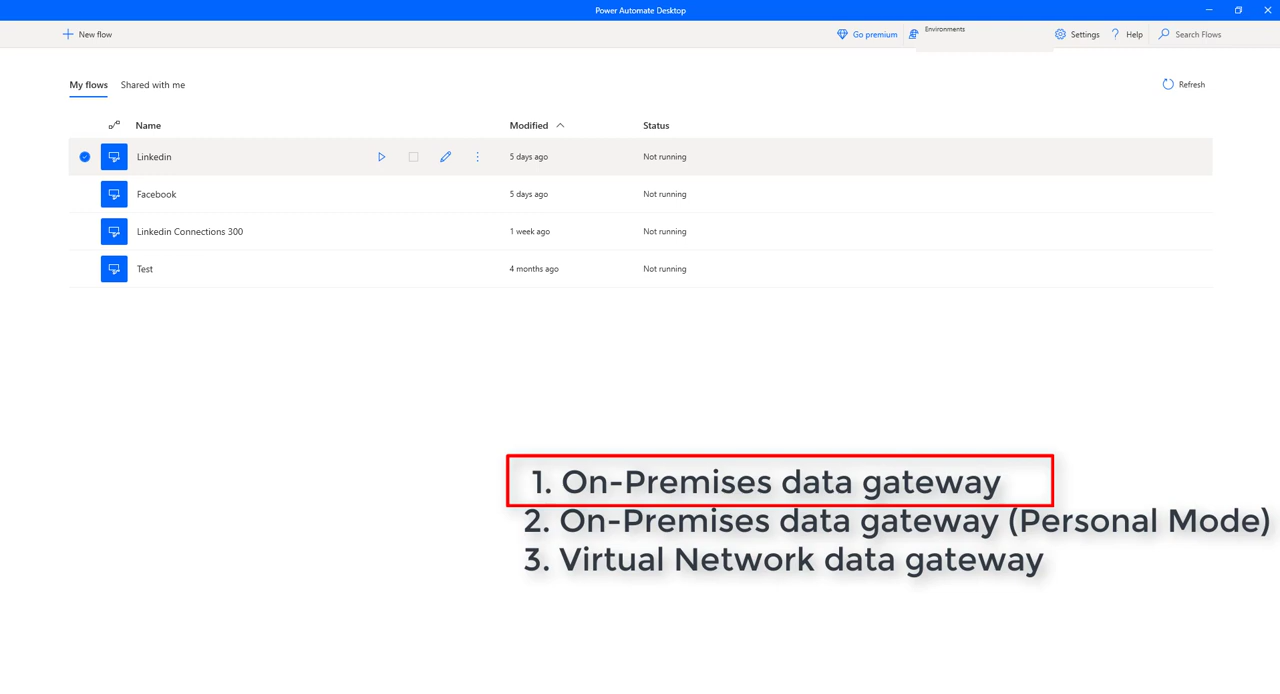 Power Automate Desktop
New flow
Go premium
Environments
Settings
Help
Search Flows
My flows
Shared with me
Refresh
Name
Modified
Status
Linkedin
5 days ago
Not running
Facebook
5 days ago
Not running
Linkedin Connections 300
1 week ago
Not running
Test
4 months ago
Not running
1. On-Premises data gateway
2. On-Premises data gateway (Personal Mode)
3. Virtual Network data gateway